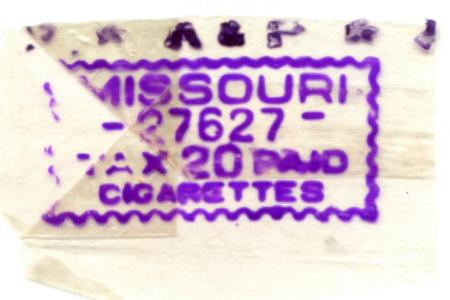 A & P
MISSOURI
- 27627 -
TAX 20 PAID
CIGARETTES